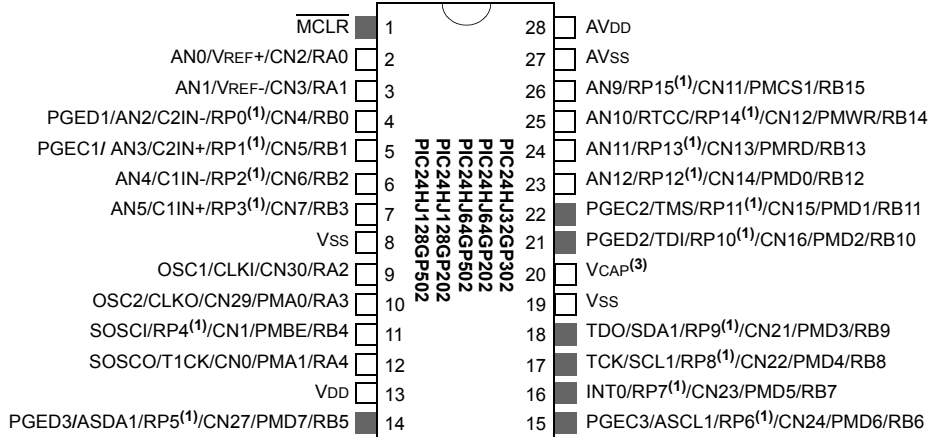 MCLR 1 28 AVDD
AN0/VREF+/CN2/RA0 2 27 AVSS
AN1/VREF-/CN3/RA1 3 26 AN9/RP15(1)/CN11/PMCS1/RB15
PGED1/AN2/C2IN-/RP0(1)/CN4/RB0 4 25 AN10/RTCC/RP14(1)/CN12/PMWR/RB14
PGEC1/ AN3/C2IN+/RP1(1)/CN5/RB1 5 24 AN11/RP13(1)/CN13/PMRD/RB13
AN4/C1IN-/RP2(1)/CN6/RB2 6 23 AN12/RP12(1)/CN14/PMD0/RB12
AN5/C1IN+/RP3(1)/CN7/RB3 7 22 PGEC2/TMS/RP11(1)/CN15/PMD1/RB11
VSS 8 21 PGED2/TDI/RP10(1)/CN16/PMD2/RB10
OSC1/CLKI/CN30/RA2 9 20 VCAP(3)
OSC2/CLKO/CN29/PMA0/RA3 10 19 VSS
SOSCI/RP4(1)/CN1/PMBE/RB4 11 18 TDO/SDA1/RP9(1)/CN21/PMD3/RB9
SOSCO/T1CK/CN0/PMA1/RA4 12 17 TCK/SCL1/RP8(1)/CN22/PMD4/RB8
VDD 13 16 INT0/RP7(1)/CN23/PMD5/RB7
PGED3/ASDA1/RP5(1)/CN27/PMD7/RB5 14 15 PGEC3/ASCL1/RP6(1)/CN24/PMD6/RB6
PIC24HJ32GP302
PIC24HJ64GP202
PIC24HJ64GP502
PIC24HJ128GP202
PIC24HJ128GP502